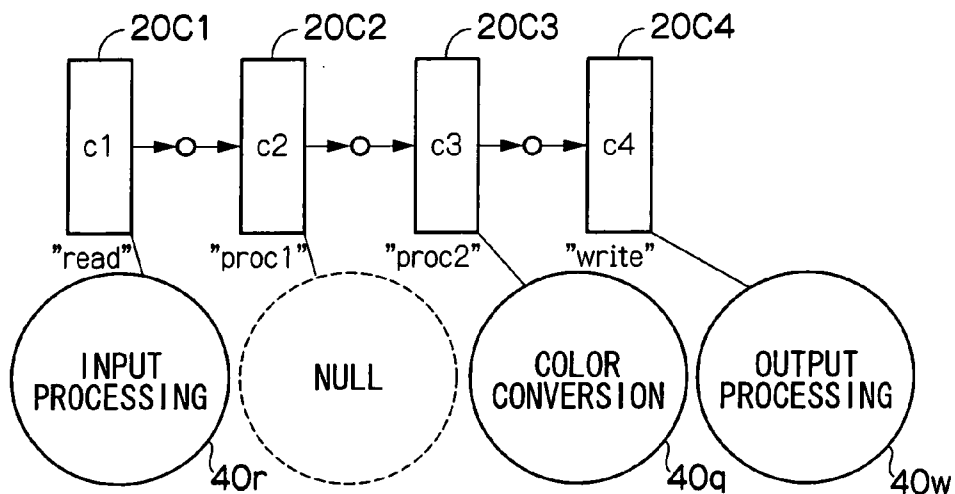 20C1 20C2 20C3 20C4
c1 c2 c3 c4
"read" "proc1" "proc2" "write"
INPUT
PROCESSING
NULL
COLOR
CONVERSION
OUTPUT
PROCESSING
40r 40q 40w